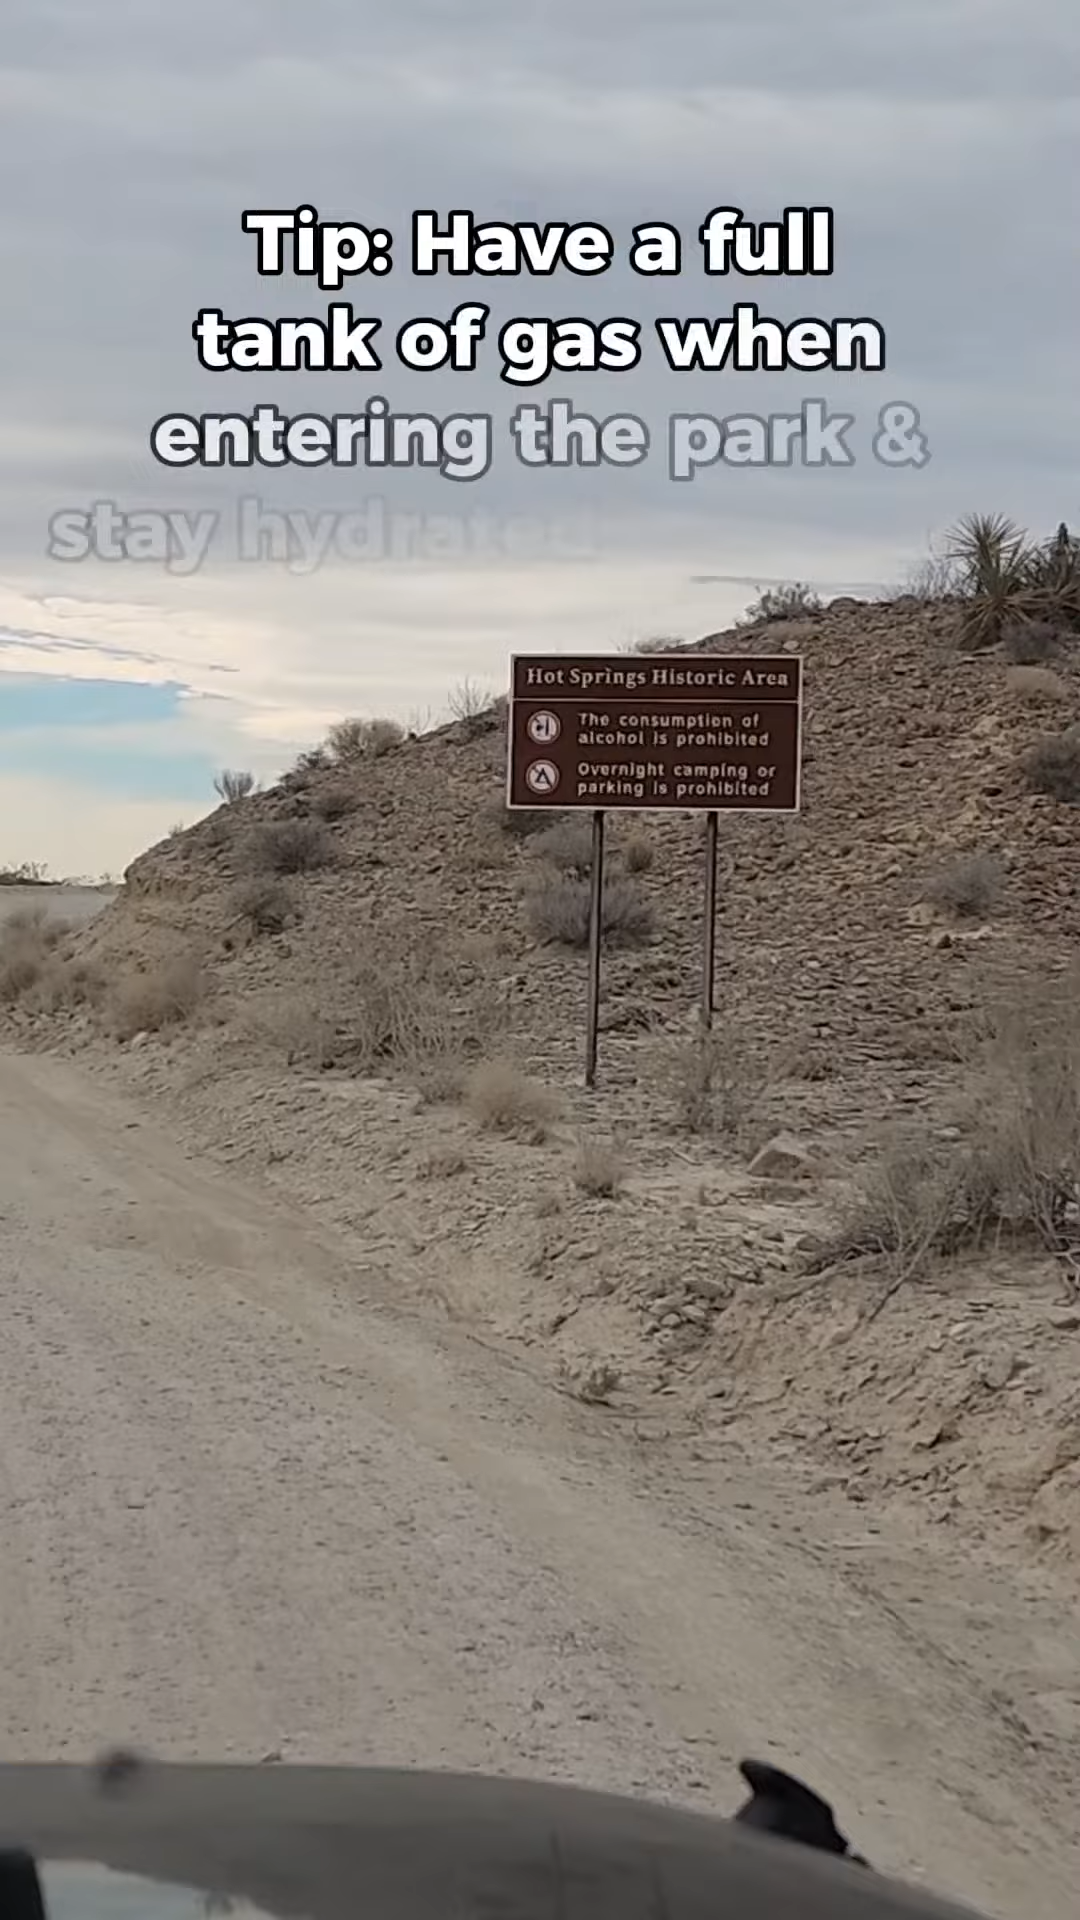 Tip: Have a full
tank of gas when
entering the park &
stay hydrated
Hot Springs Historic Area
The consumption of
alcohol is prohibited
Overnight camping or
parking is prohibited